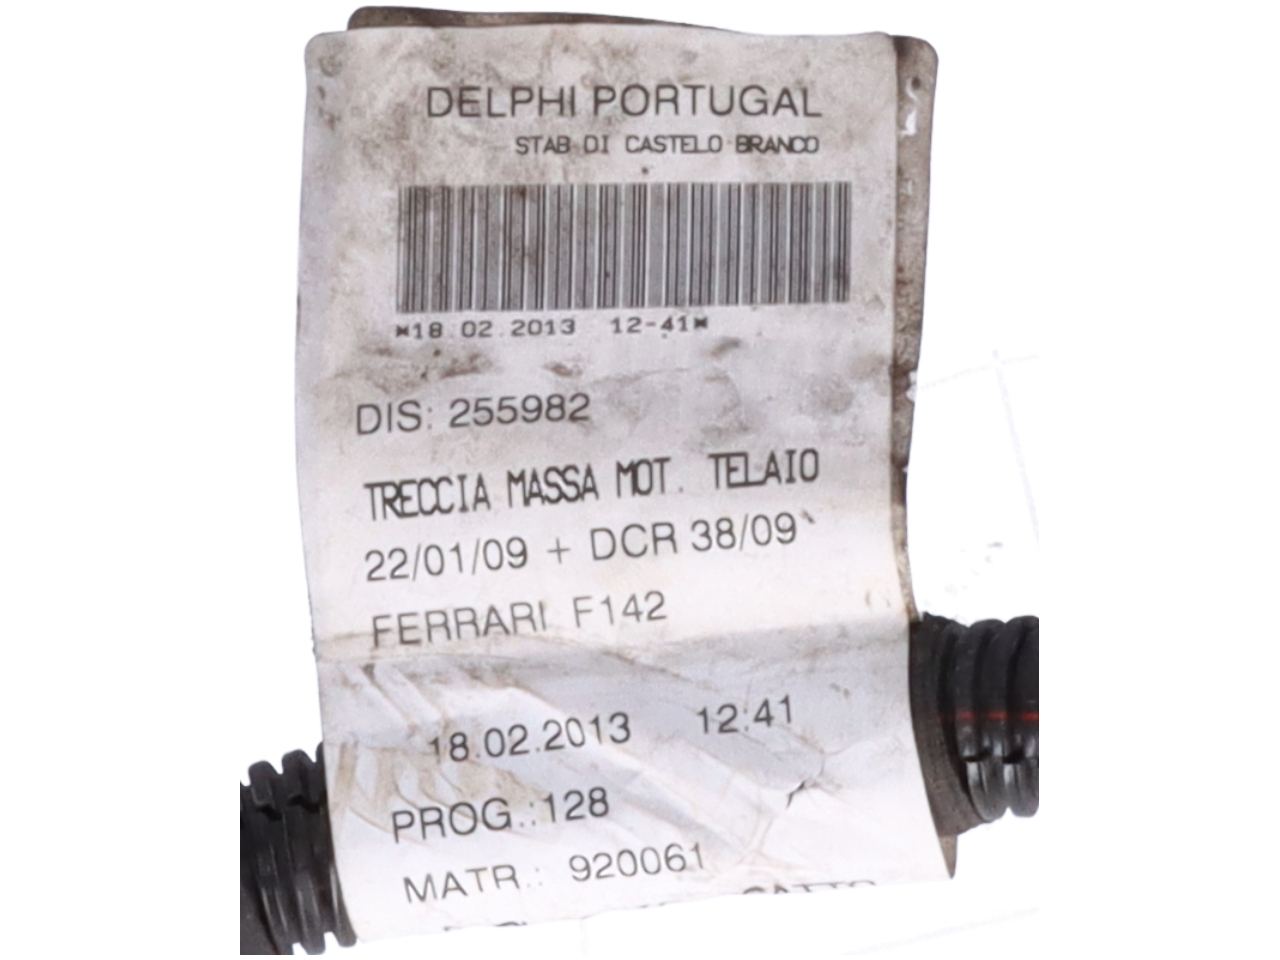 DELPHI PORTUGAL
STAB DI CASTELO BRANCO
*18.02.2013 12-41*
DIS: 255982
TRECCIA MASSA MOT. TELAIO
22/01/09 + DCR 38/09
FERRARI F142
18.02.2013 12:41
PROG.:128
MATR.: 920061